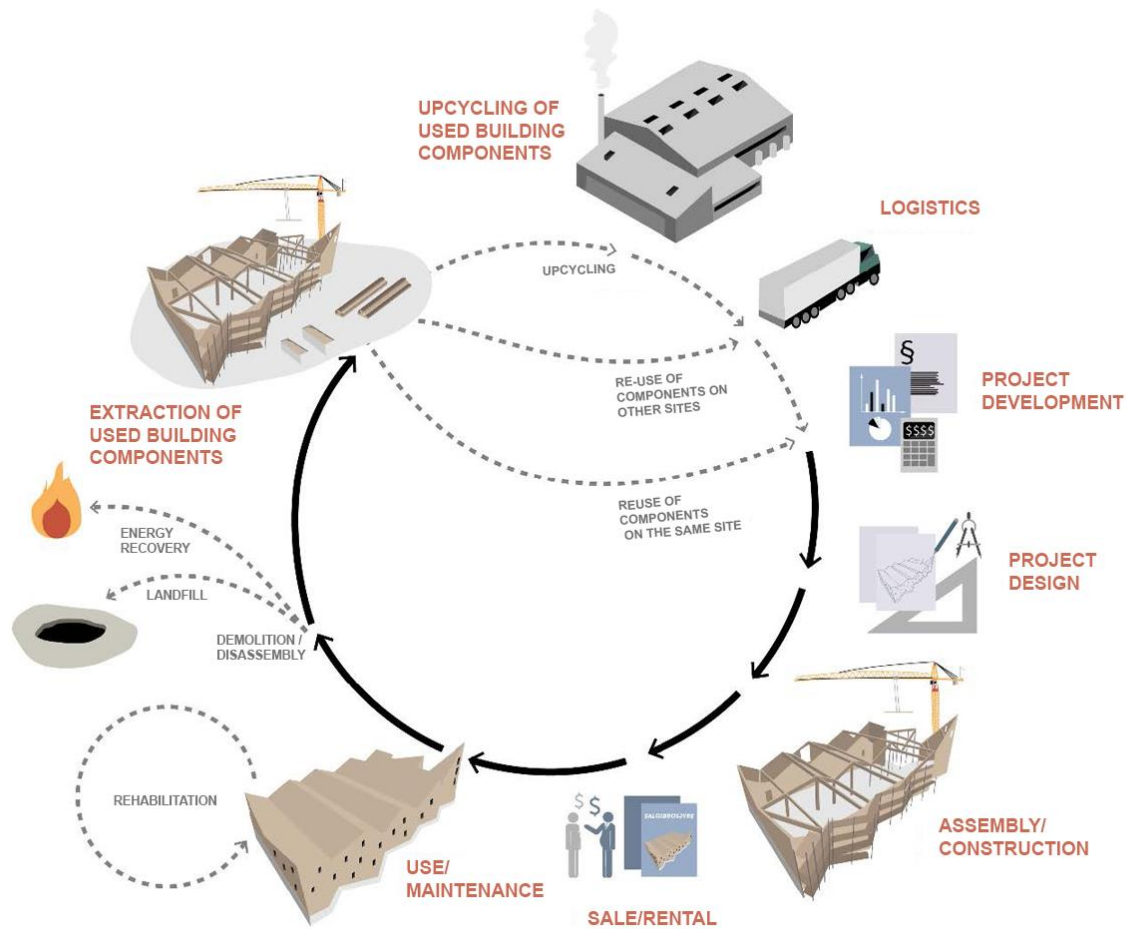 UPCYCLING OF
USED BUILDING
COMPONENTS
LOGISTICS
UPCYCLING
RE-USE OF
COMPONENTS ON
OTHER SITES
§
$$$$
PROJECT
DEVELOPMENT
EXTRACTION OF
USED BUILDING
COMPONENTS
REUSE OF
COMPONENTS
ON THE SAME SITE
ENERGY
RECOVERY
LANDFILL
PROJECT
DESIGN
DEMOLITION /
DISASSEMBLY
REHABILITATION
USE/
MAINTENANCE
$ $
SALE/RENTAL
ASSEMBLY/
CONSTRUCTION